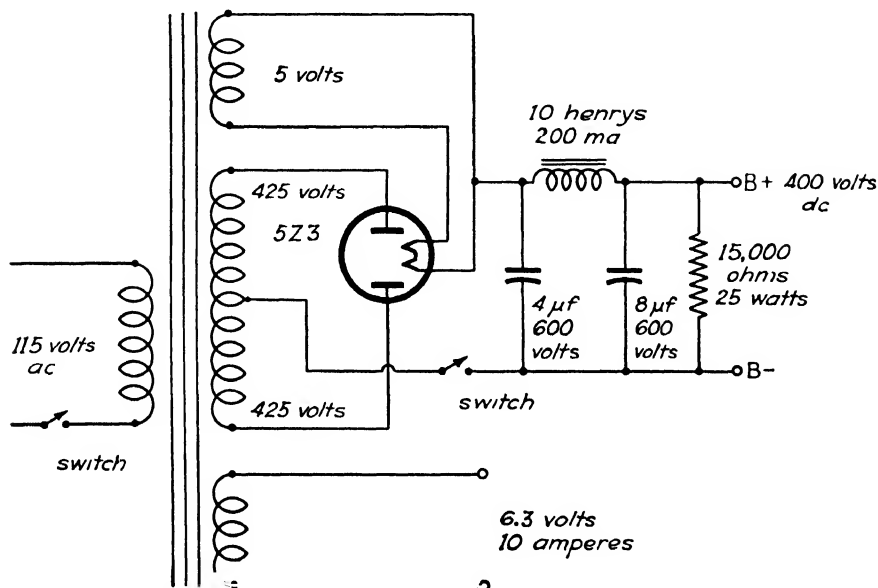 5 volts
10 henrys
200 ma
425 volts
5Z3
B+ 400 volts
dc
15,000
ohms
25 watts
4 µf
600
volts
8 µf
600
volts
115 volts
ac
B-
425 volts
switch
switch
6.3 volts
10 amperes